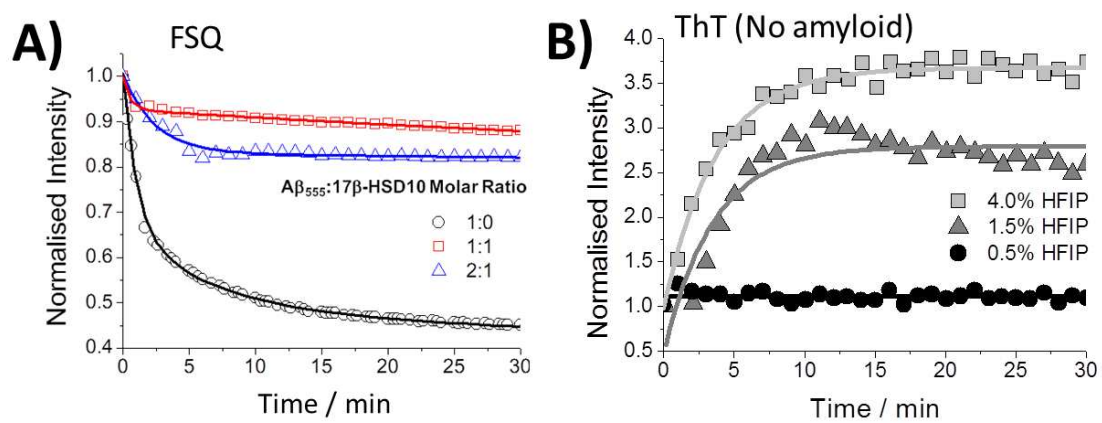 A)
FSQ
Normalised Intensity
1.0
0.9
0.8
0.7
0.6
0.5
0.4
Aβ555:17β-HSD10 Molar Ratio
1:0
1:1
2:1
0 5 10 15 20 25 30
Time / min
B)
ThT (No amyloid)
Normalised Intensity
4.0
3.5
3.0
2.5
2.0
1.5
1.0
0.5
4.0% HFIP
1.5% HFIP
0.5% HFIP
0 5 10 15 20 25 30
Time / min